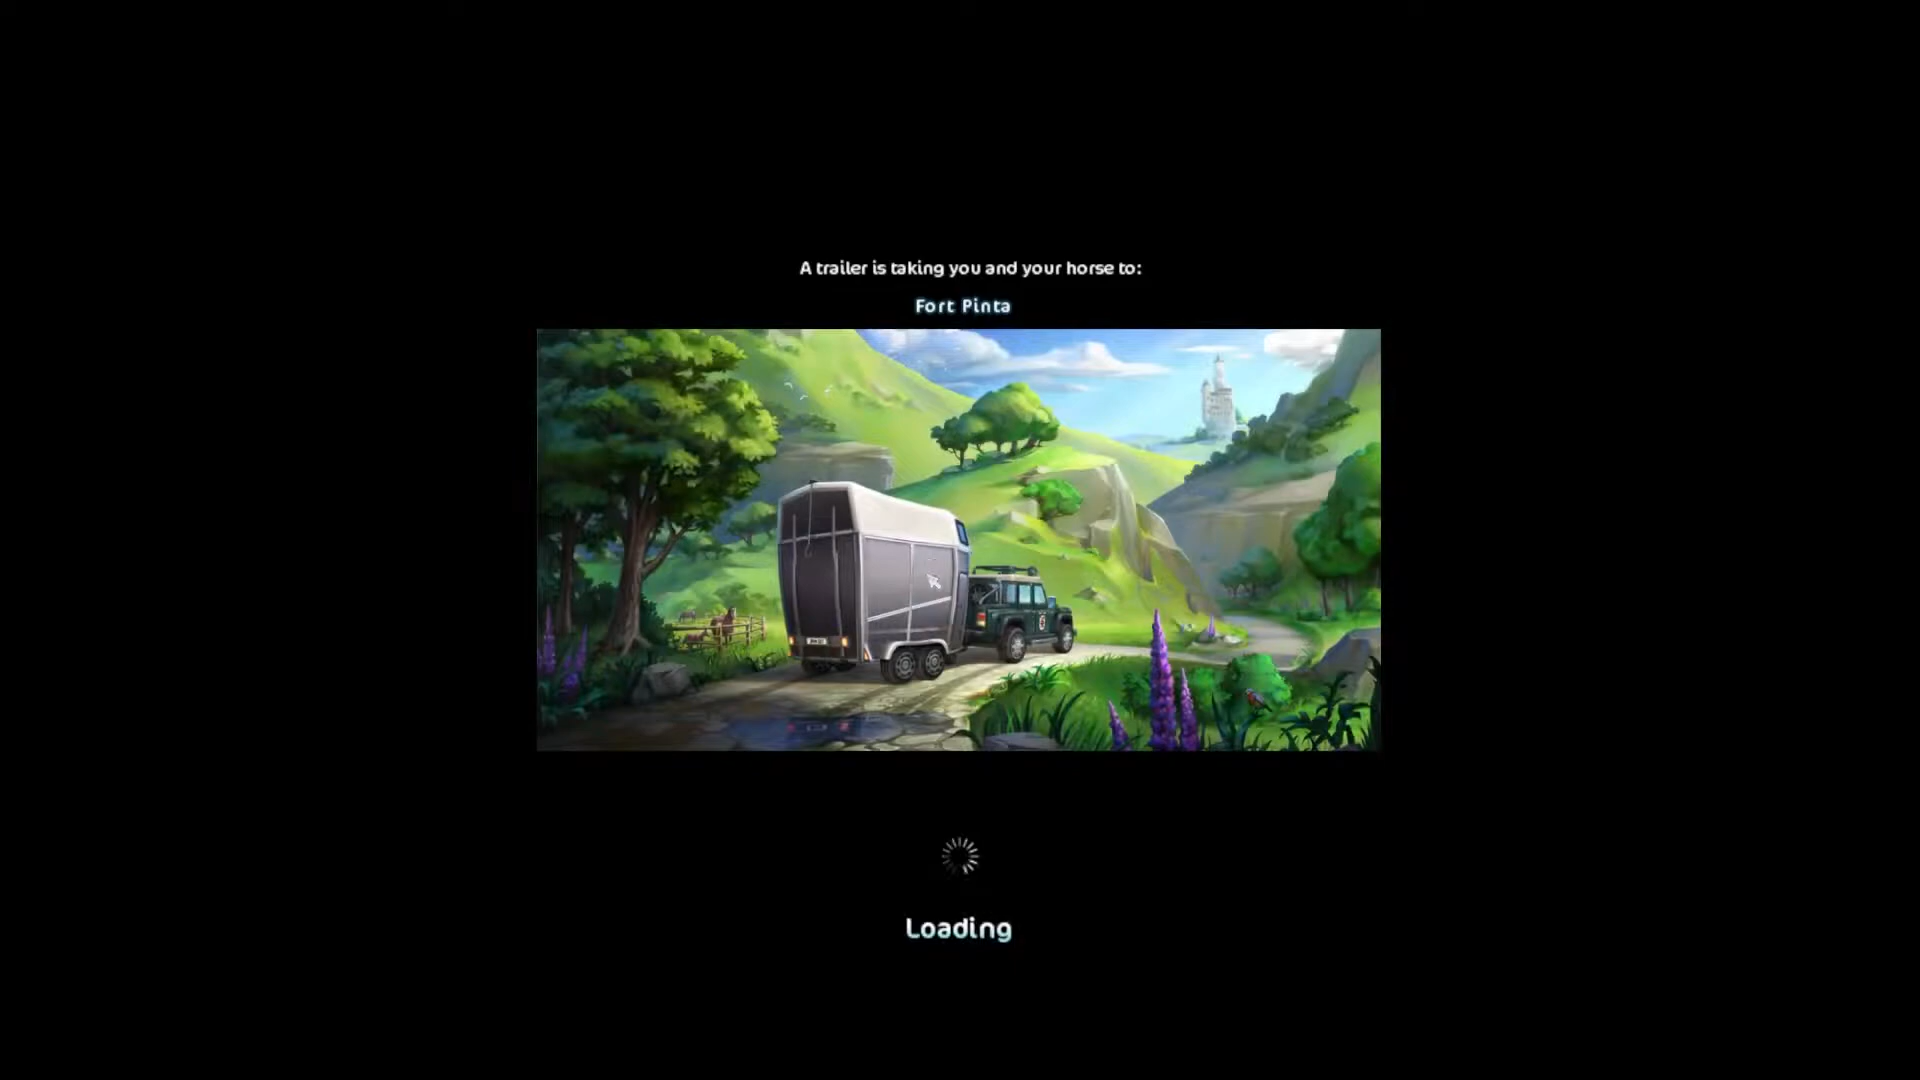 A trailer is taking you and your horse to:
Fort Pinta
Loading